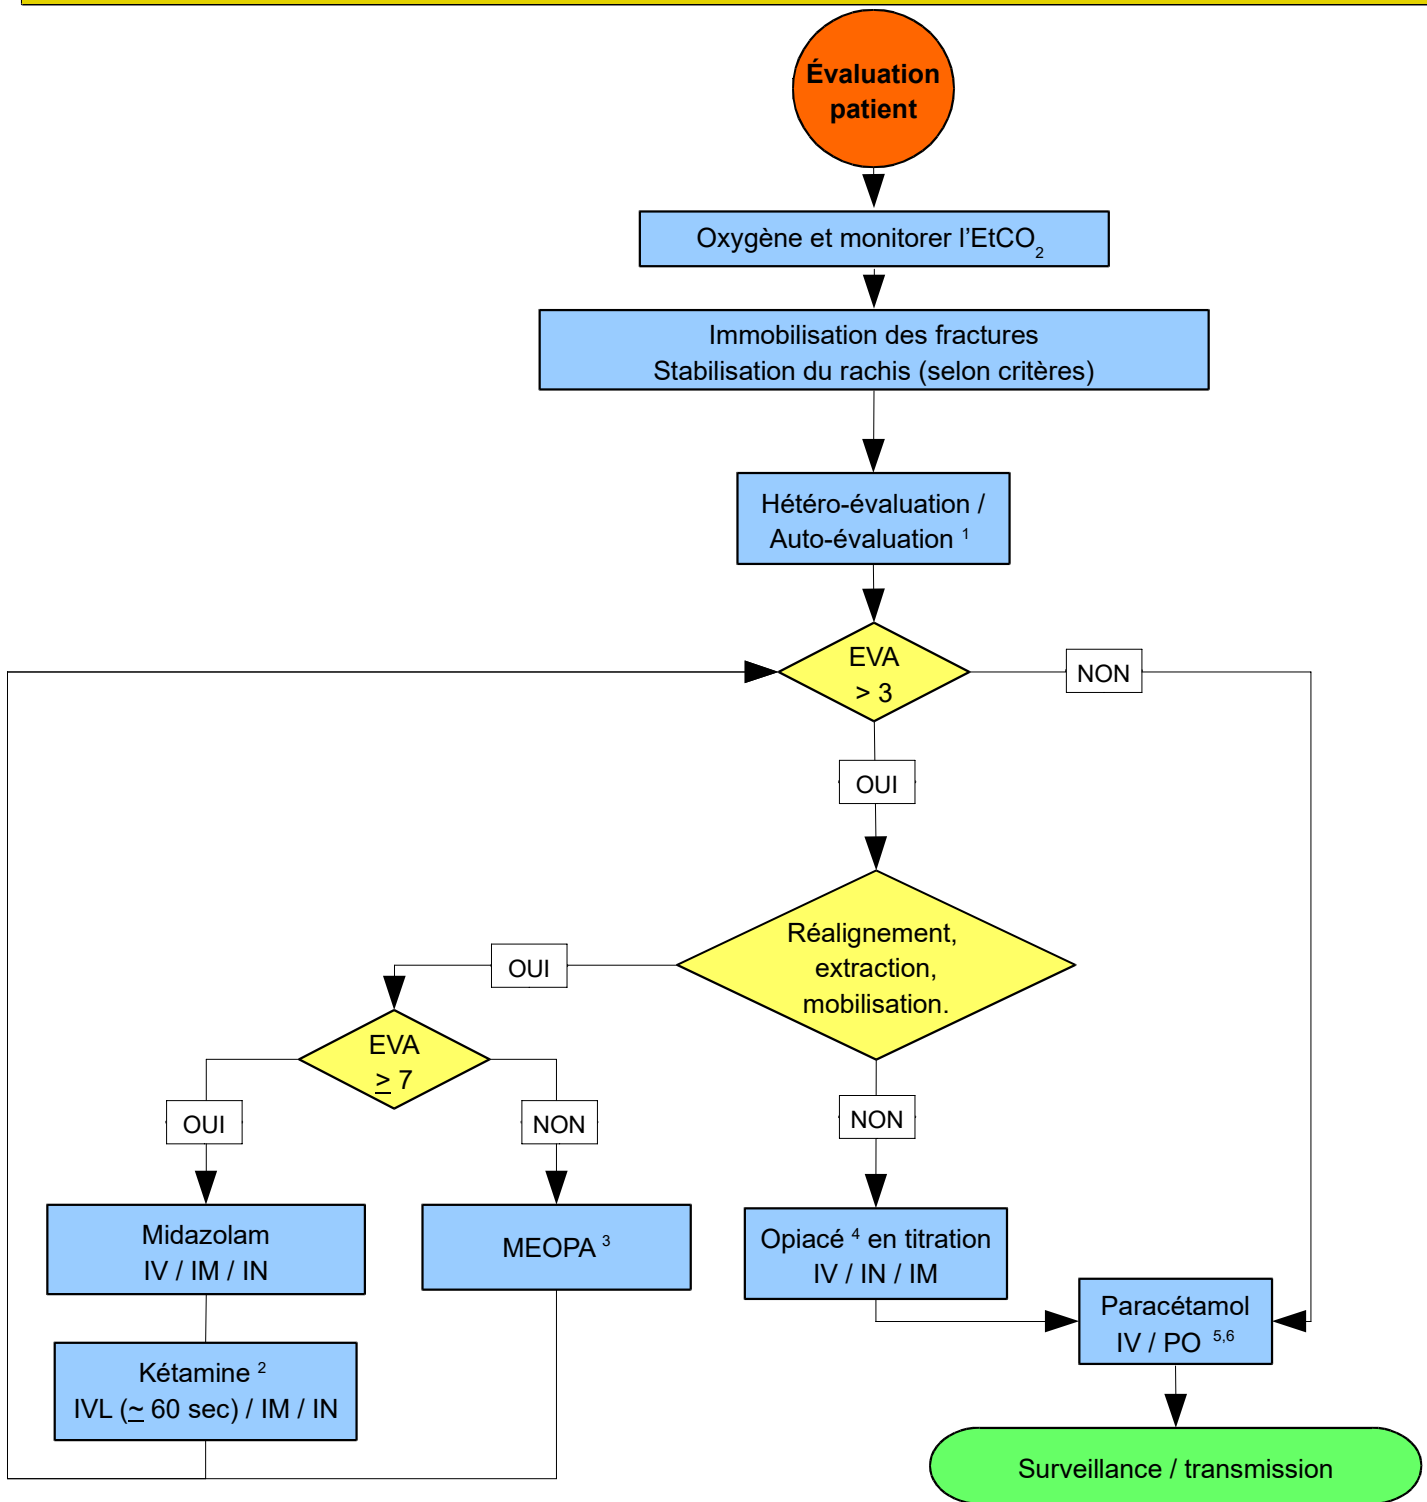 Évaluation
patient
Oxygène et monitorer l'EtCO2
Immobilisation des fractures
Stabilisation du rachis (selon critères)
Hétéro-évaluation /
Auto-évaluation 1
EVA
> 3
NON
OUI
Réalignement,
extraction,
mobilisation.
OUI
EVA
≥ 7
OUI
NON
NON
Midazolam
IV / IM / IN
MEOPA 3
Opiacé 4 en titration
IV / IN / IM
Paracétamol
IV / PO 5,6
Kétamine 2
IVL (~ 60 sec) / IM / IN
Surveillance / transmission